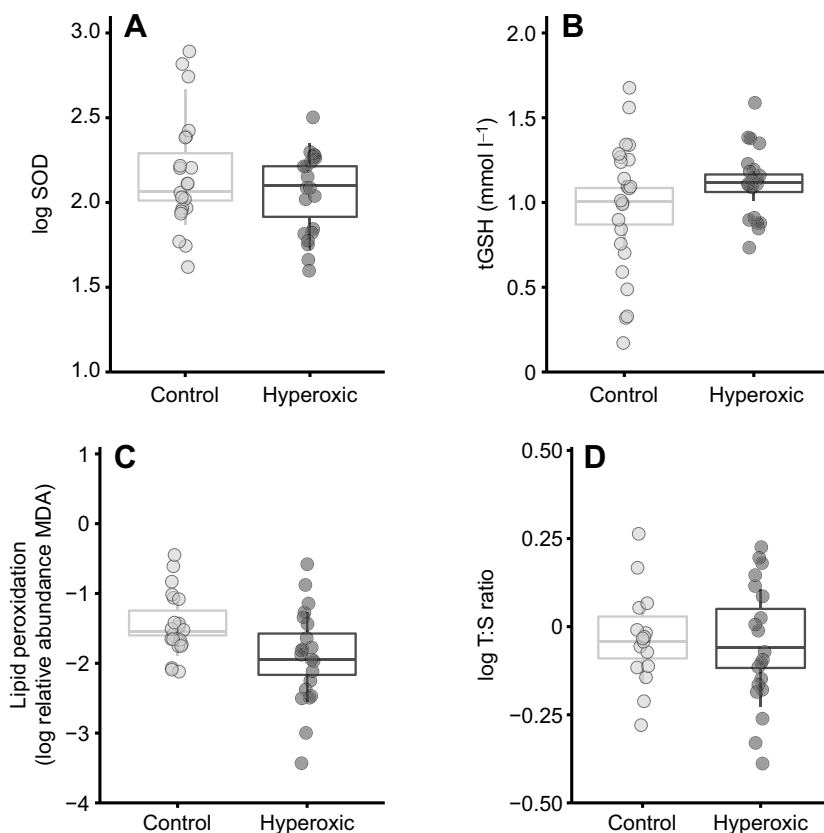 A
3.0
2.5
2.0
1.5
1.0
log SOD
Control
Hyperoxic
B
2.0
1.5
1.0
0.5
0
tGSH (mmol l⁻¹)
Control
Hyperoxic
C
1
0
−1
−2
−3
−4
Lipid peroxidation
(log relative abundance MDA)
Control
Hyperoxic
D
0.50
0.25
0
−0.25
−0.50
log T:S ratio
Control
Hyperoxic